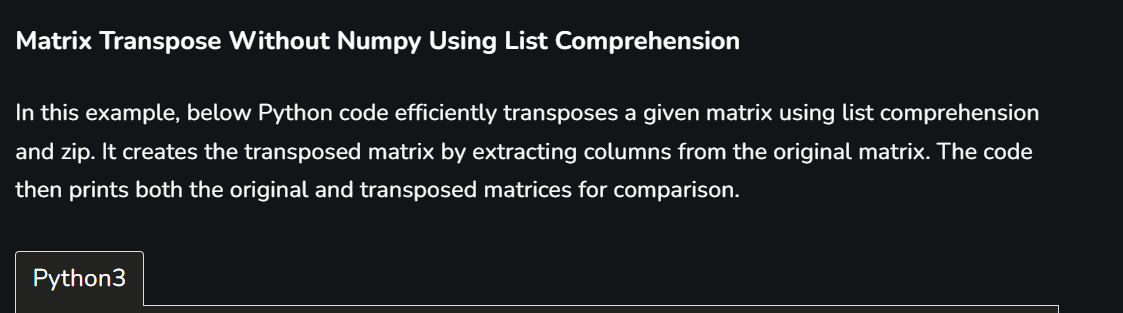 Matrix Transpose Without Numpy Using List Comprehension
In this example, below Python code efficiently transposes a given matrix using list comprehension
and zip. It creates the transposed matrix by extracting columns from the original matrix. The code
then prints both the original and transposed matrices for comparison.
Python3